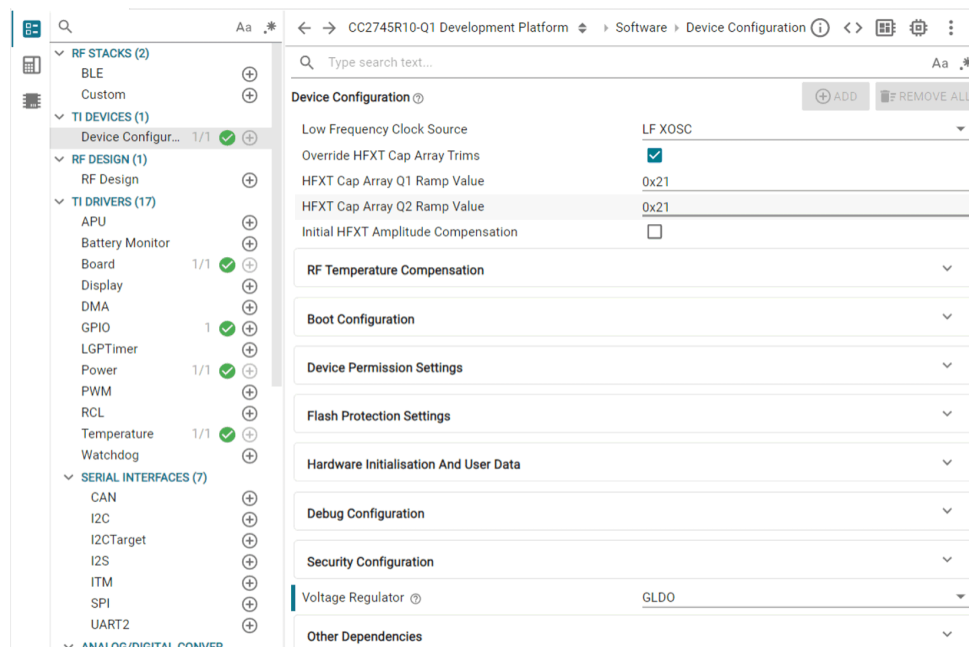 Aa .*
RF STACKS (2)
BLE
Custom
TI DEVICES (1)
Device Configur... 1/1
RF DESIGN (1)
RF Design
TI DRIVERS (17)
APU
Battery Monitor
Board 1/1
Display
DMA
GPIO 1
LGPTimer
Power 1/1
PWM
RCL
Temperature 1/1
Watchdog
SERIAL INTERFACES (7)
CAN
I2C
I2CTarget
I2S
ITM
SPI
UART2
ANALOG/DIGITAL CONVER
CC2745R10-Q1 Development Platform Software Device Configuration
Type search text... Aa .*
Device Configuration ADD REMOVE ALL
Low Frequency Clock Source LF XOSC
Override HFXT Cap Array Trims
HFXT Cap Array Q1 Ramp Value 0x21
HFXT Cap Array Q2 Ramp Value 0x21
Initial HFXT Amplitude Compensation
RF Temperature Compensation
Boot Configuration
Device Permission Settings
Flash Protection Settings
Hardware Initialisation And User Data
Debug Configuration
Security Configuration
Voltage Regulator GLDO
Other Dependencies